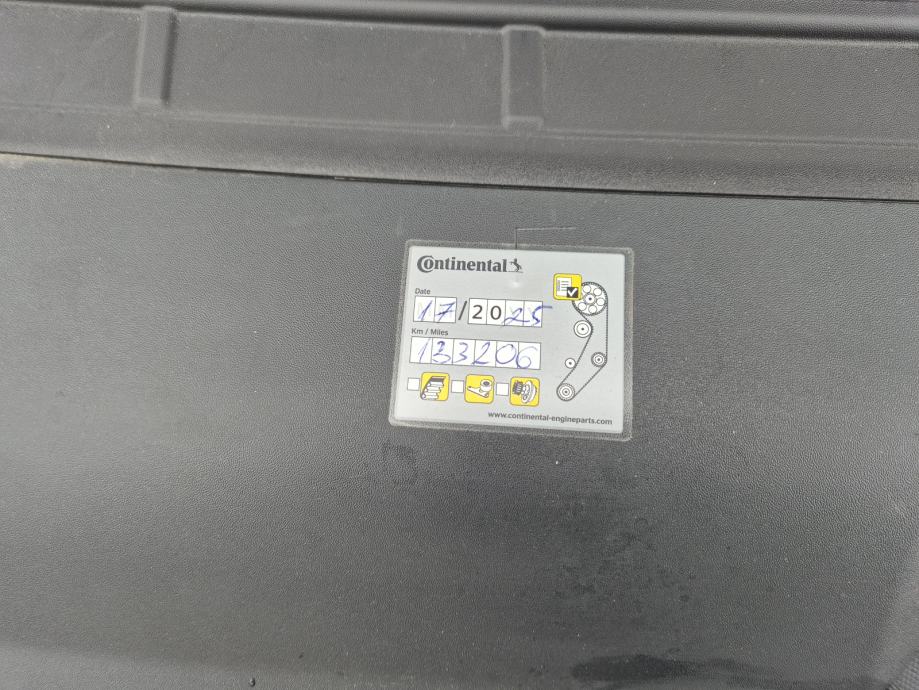 Continental
Date
17/2025
Km / Miles
133206
www.continental-engineparts.com